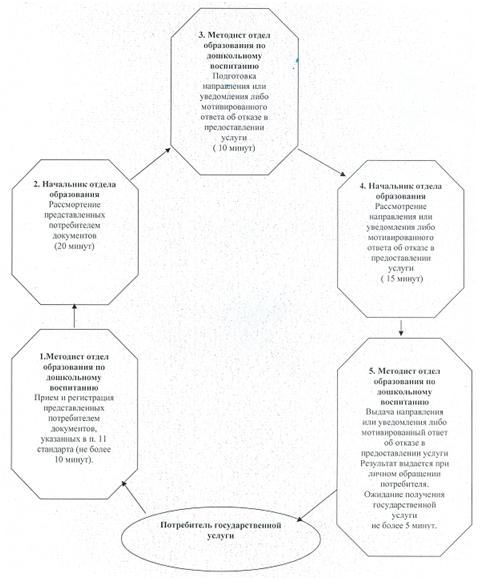 3. Методист отдел
образования по
дошкольному
воспитанию
Подготовка
направления или
уведомления либо
мотивированного
ответа об отказе в
предоставлении
услуги
( 10 минут)
2. Начальник отдела
образования
Рассмортение
представленных
потребителем
документов
(20 минут)
4. Начальник отдела
образования
Рассмотрение
направления или
уведомления либо
мотивированного
ответа об отказе в
предоставлении
услуги
( 15 минут)
1.Методист отдел
образования по
дошкольному
воспитанию
Прием и регистрация
представленных
потребителем
документов,
указанных в п. 11
стандарта (не более
10 минут).
5. Методист отдел
образования по
дошкольному
воспитанию
Выдача направления
или уведомления либо
мотивированный ответ
об отказе в
предоставлении услуги
Результат выдается при
личном обращении
потребителя.
Ожидание получения
государственной
услуги
не более 5 минут.
Потребитель государственной
услуги